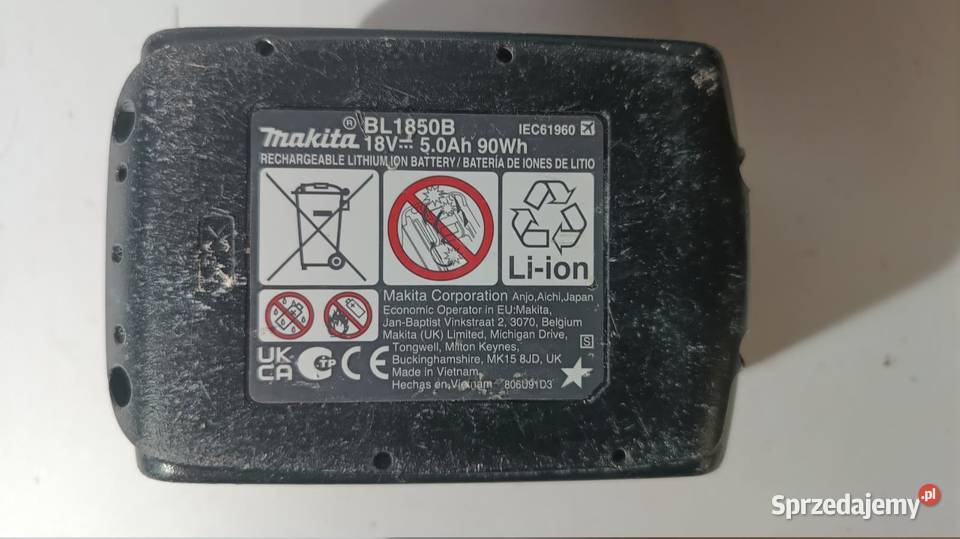 makita® BL1850B IEC61960
18V 5.0Ah 90Wh
RECHARGEABLE LITHIUM ION BATTERY / BATERÍA DE IONES DE LITIO
Li-ion
Makita Corporation Anjo,Aichi,Japan
Economic Operator in EU:Makita,
Jan-Baptist Vinkstraat 2, 3070, Belgium
Makita (UK) Limited, Michigan Drive,
Tongwell, Milton Keynes,
Buckinghamshire, MK15 8JD, UK
Made in Vietnam,
Hechas en Vietnam 806U91D3
S
UK
CA
CTP
CE
Sprzedajemy.pl